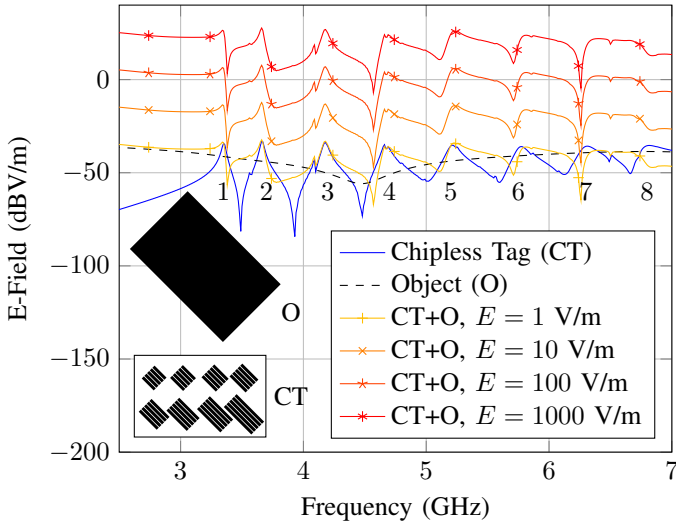 0
−50
−100
−150
−200
E-Field (dBV/m)
1 2 3 4 5 6 7 8
O
CT
Chipless Tag (CT)
Object (O)
CT+O, E = 1 V/m
CT+O, E = 10 V/m
CT+O, E = 100 V/m
CT+O, E = 1000 V/m
3 4 5 6 7
Frequency (GHz)